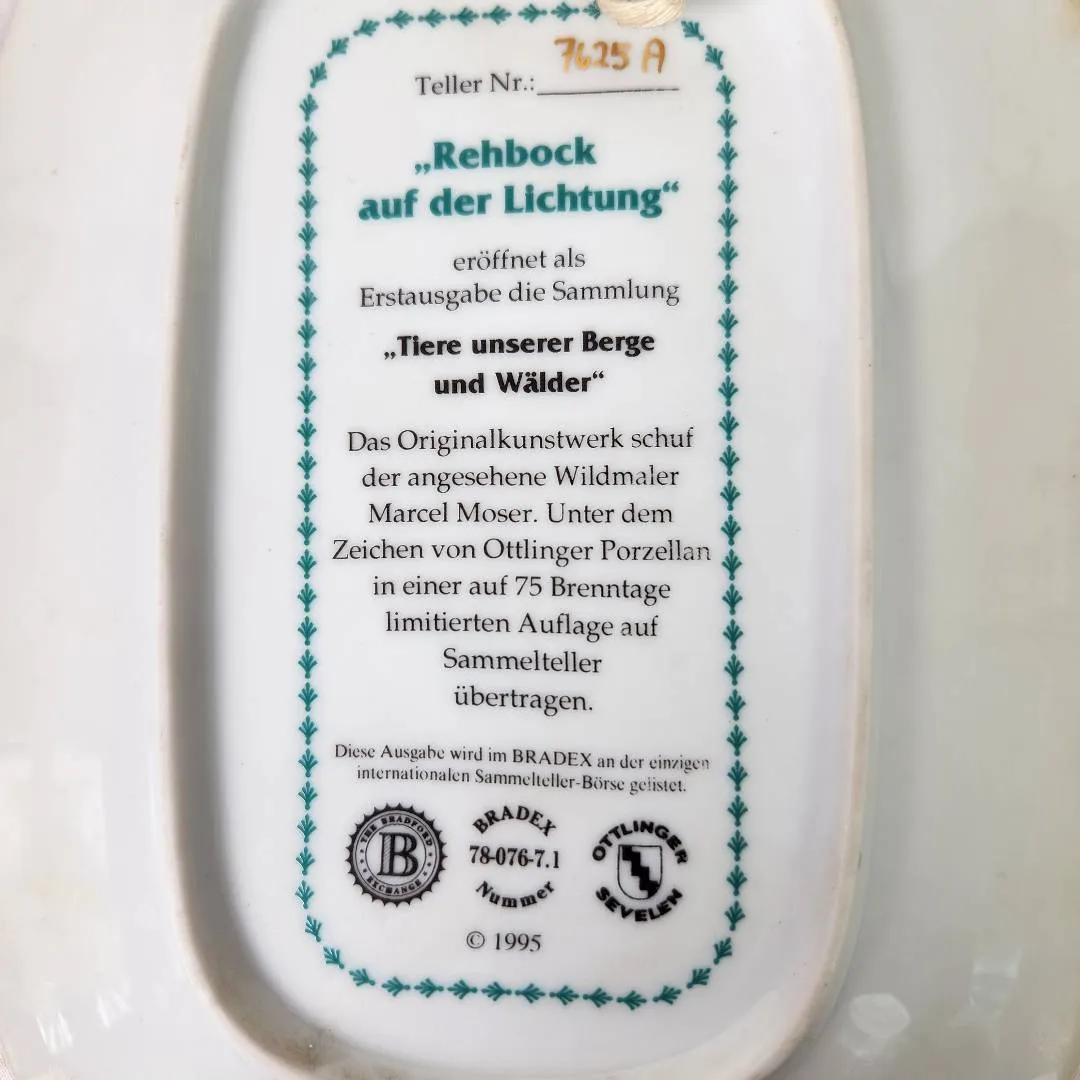 7625 A
Teller Nr.:
„Rehbock
auf der Lichtung“
eröffnet als
Erstausgabe die Sammlung
„Tiere unserer Berge
und Wälder“
Das Originalkunstwerk schuf
der angesehene Wildmaler
Marcel Moser. Unter dem
Zeichen von Ottlinger Porzellan
in einer auf 75 Brenntage
limitierten Auflage auf
Sammelteller
übertragen.
Diese Ausgabe wird im BRADEX an der einzigen
internationalen Sammelteller-Börse gelistet.
THE BRADFORD
B
EXCHANGE
BRADEX
78-076-7.1
Nummer
OTTLINGER
SEVELEN
© 1995